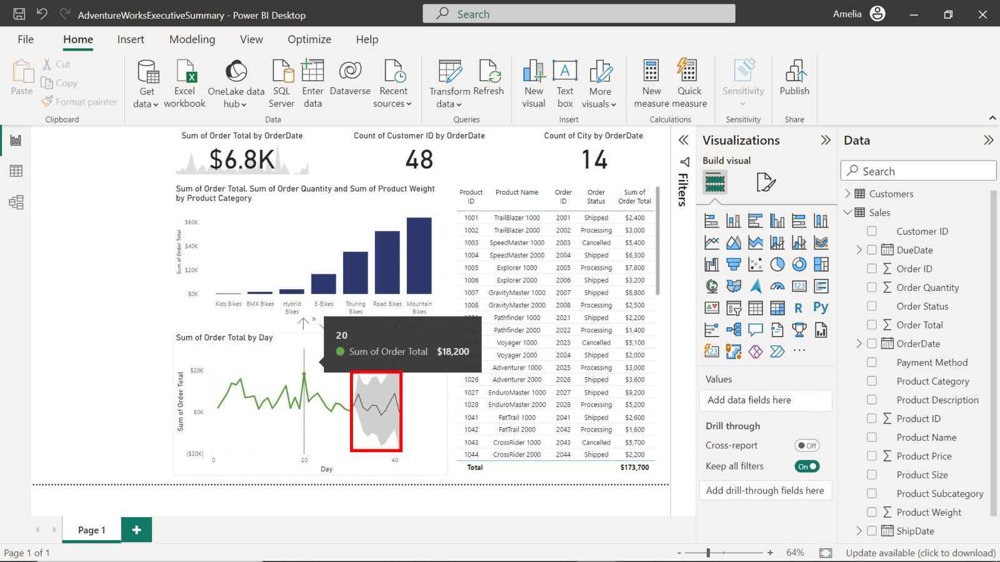 AdventureWorksExecutiveSummary - Power BI Desktop
Search
Amelia
File Home Insert Modeling View Optimize Help
Paste
Cut
Copy
Format painter
Clipboard
Get data
Excel workbook
OneLake data hub
SQL Server
Enter data
Dataverse
Recent sources
Data
Transform data
Refresh
Queries
New visual
Text box
More visuals
Insert
New measure
Quick measure
Calculations
Sensitivity
Sensitivity
Publish
Share
Sum of Order Total by OrderDate
$6.8K
Count of Customer ID by OrderDate
48
Count of City by OrderDate
14
Sum of Order Total, Sum of Order Quantity and Sum of Product Weight
by Product Category
Sum of Order Total
$60K
$40K
$20K
$0K
Kids Bikes BMX Bikes Hybrid Bikes E-Bikes Touring Bikes Road Bikes Mountain Bikes
Product ID Product Name Order ID Order Status Sum of Order Total
1001 TrailBlazer 1000 2001 Shipped $2,400
1002 TrailBlazer 2000 2002 Processing $3,000
1003 SpeedMaster 1000 2003 Cancelled $5,400
1004 SpeedMaster 2000 2004 Shipped $6,300
1005 Explorer 1000 2005 Processing $7,800
1006 Explorer 2000 2006 Shipped $3,200
1007 GravityMaster 1000 2007 Shipped $8,800
1008 GravityMaster 2000 2008 Processing $2,500
Pathfinder 1000 2021 Shipped $2,200
Pathfinder 2000 2022 Processing $1,400
Voyager 1000 2023 Cancelled $5,100
Voyager 2000 2024 Shipped $2,000
Adventurer 1000 2025 Processing $3,000
1026 Adventurer 2000 2026 Shipped $3,600
1027 EnduroMaster 1000 2027 Shipped $9,200
1028 EnduroMaster 2000 2028 Processing $5,200
1041 FatTrail 1000 2041 Shipped $2,600
1042 FatTrail 2000 2042 Processing $1,600
1043 CrossRider 1000 2043 Cancelled $5,700
1044 CrossRider 2000 2044 Shipped $2,200
Total $173,700
Sum of Order Total by Day
20
Sum of Order Total $18,200
Sum of Order Total
$20K
$0K
($20K)
0 20 40
Day
Filters
Visualizations
Build visual
123
R
Py
123
...
Values
Add data fields here
Drill through
Cross-report Off
Keep all filters On
Add drill-through fields here
Data
Search
Customers
Sales
Customer ID
DueDate
Order ID
Order Quantity
Order Status
Order Total
OrderDate
Payment Method
Product Category
Product Description
Product ID
Product Name
Product Price
Product Size
Product Subcategory
Product Weight
ShipDate
Page 1
Page 1 of 1
- + 64%
Update available (click to download)